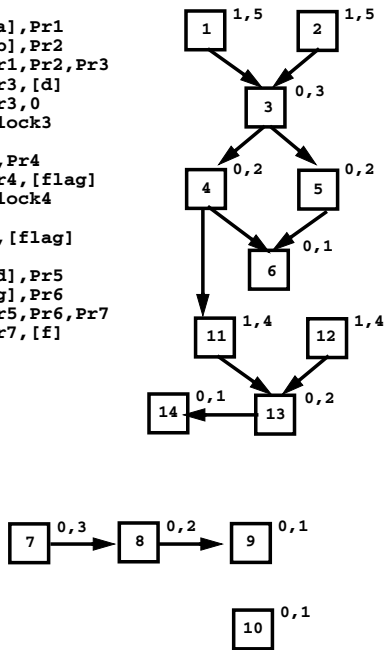 a],Pr1
o],Pr2
r1,Pr2,Pr3
r3,[d]
r3,0
lock3
,Pr4
r4,[flag]
lock4
,[flag]
d],Pr5
g],Pr6
r5,Pr6,Pr7
r7,[f]
1 1,5
2 1,5
3 0,3
4 0,2
5 0,2
6 0,1
11 1,4
12 1,4
14 0,1
13 0,2
7 0,3
8 0,2
9 0,1
10 0,1